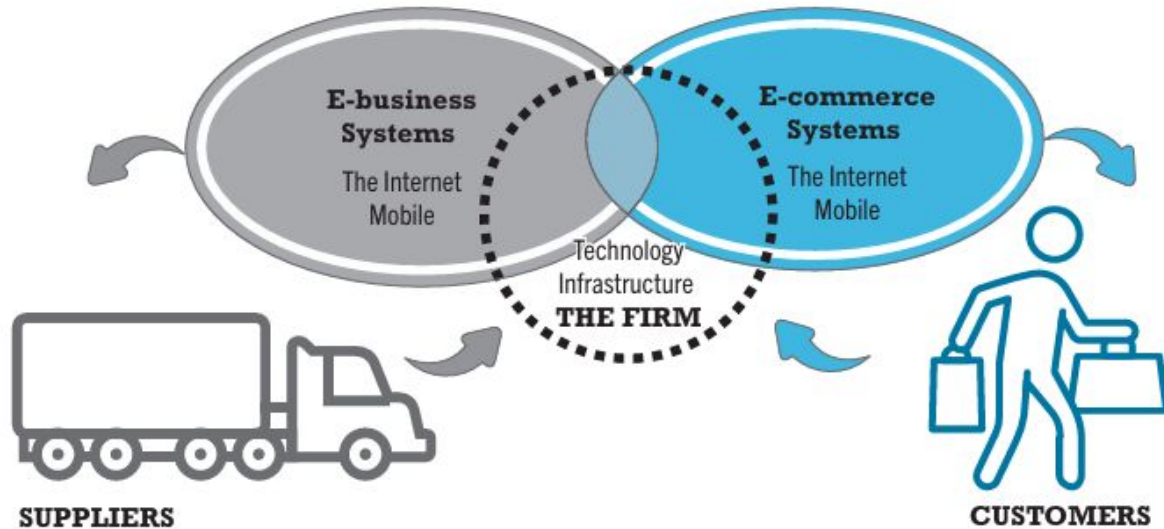 E-business
Systems
The Internet
Mobile
E-commerce
Systems
The Internet
Mobile
Technology
Infrastructure
THE FIRM
SUPPLIERS
CUSTOMERS